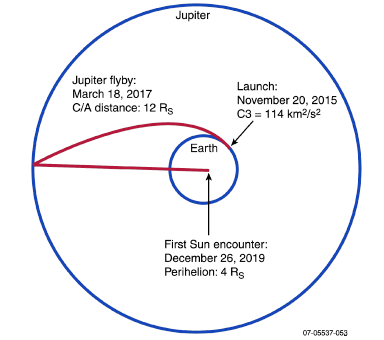 Jupiter
Jupiter flyby:
March 18, 2017
C/A distance: 12 RS
Launch:
November 20, 2015
C3 = 114 km²/s²
Earth
First Sun encounter:
December 26, 2019
Perihelion: 4 RS
07-05537-053